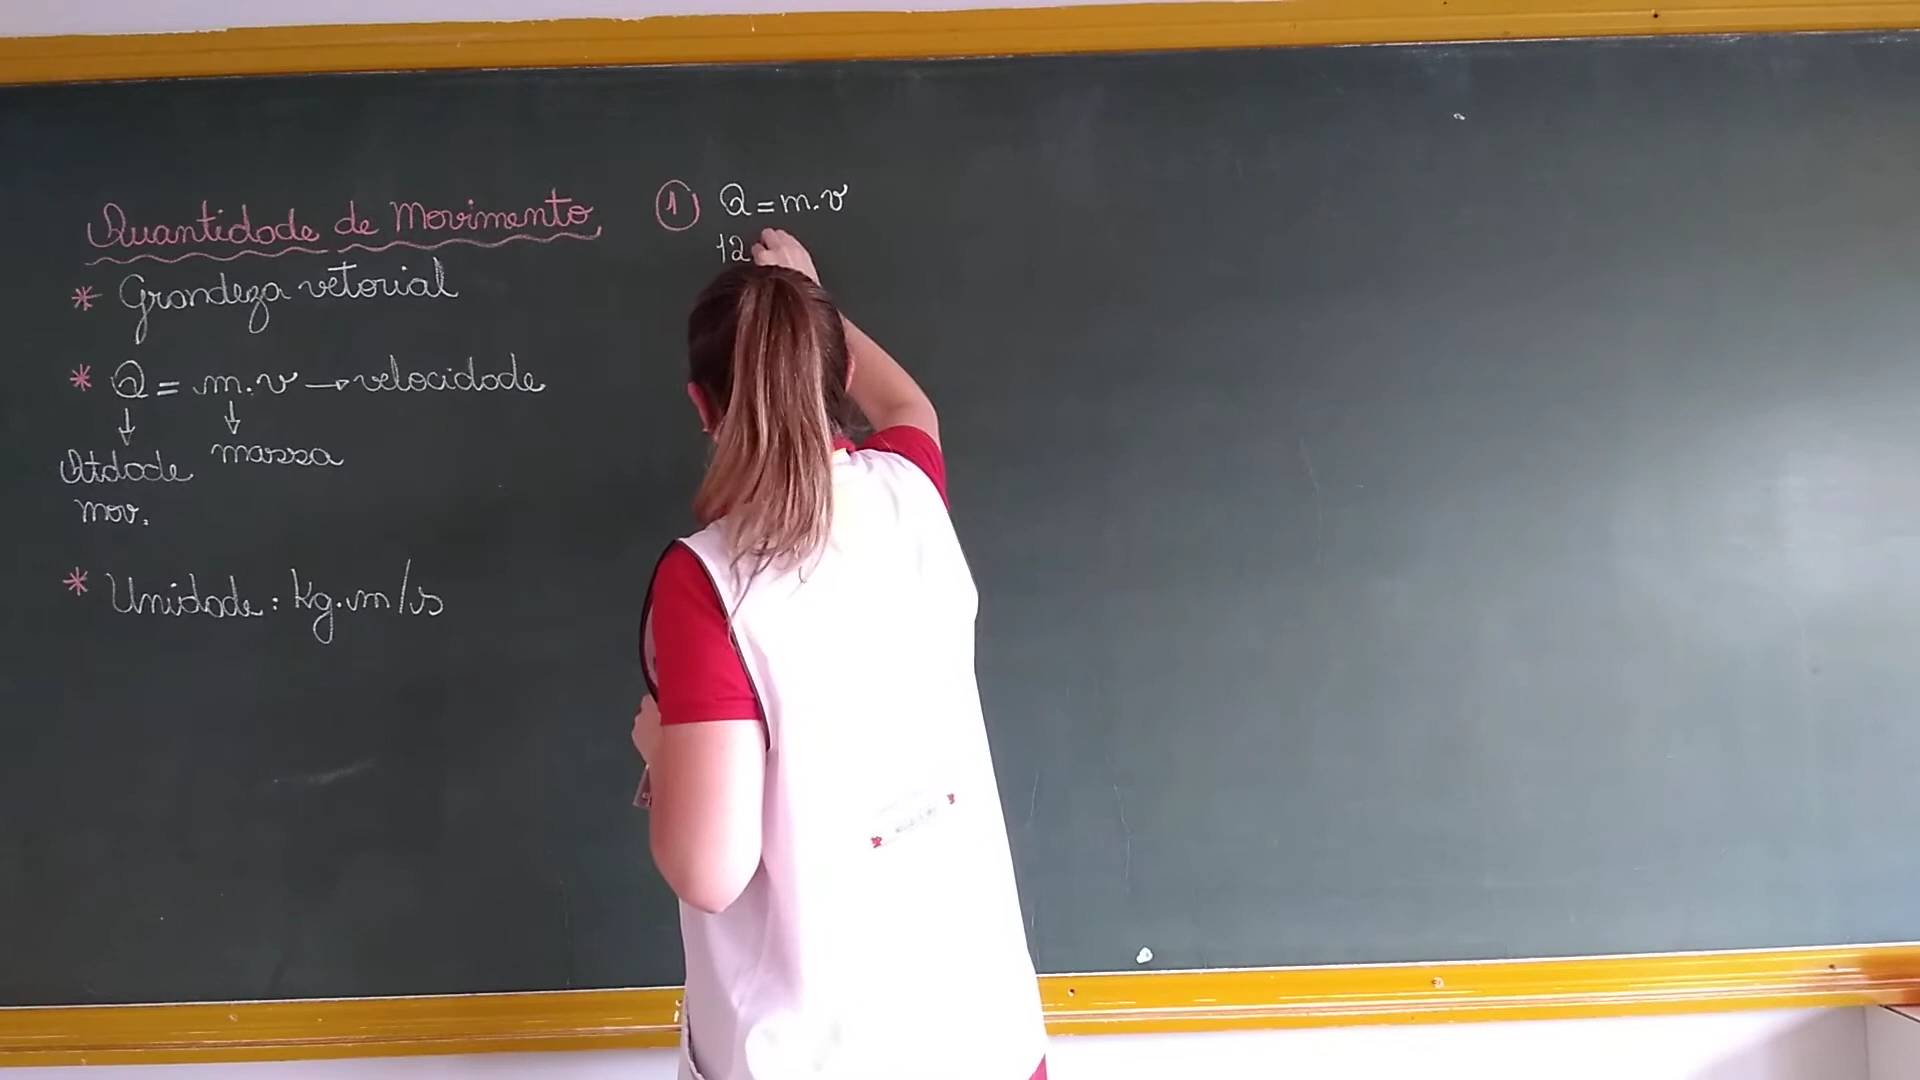 Quantidade de Movimento
* Grandeza vetorial
* Q = m.v → velocidade
↓ ↓
Qtdade massa
mov.
* Unidade: Kg.m/s
1 Q = m.v
12